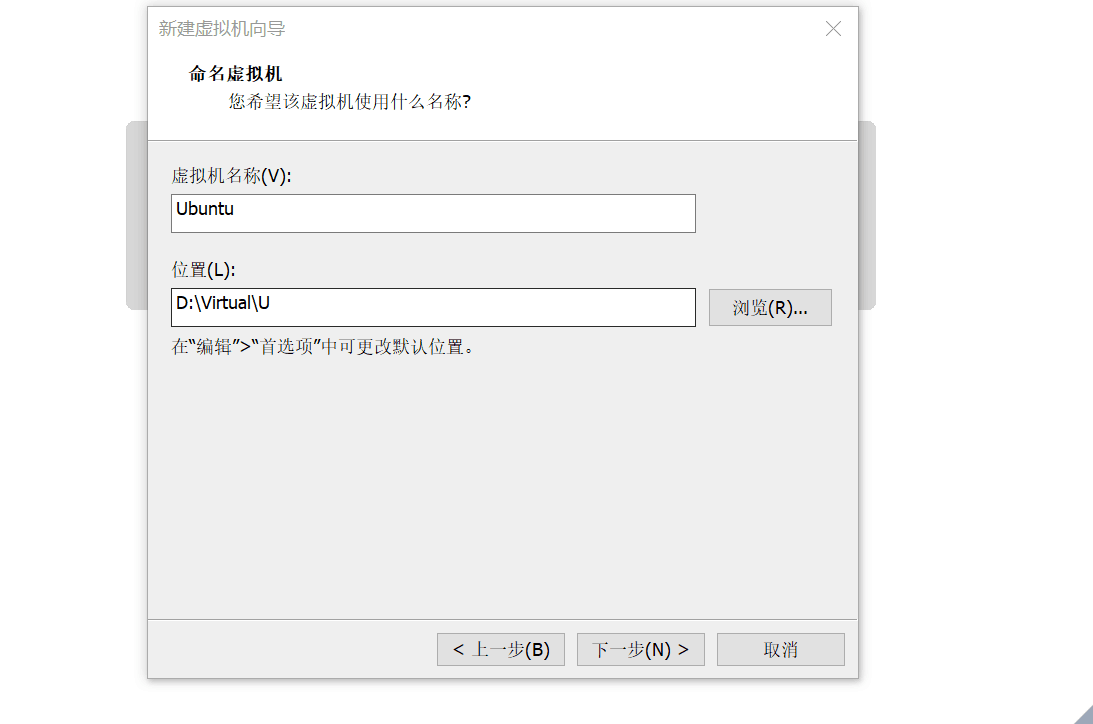 新建虚拟机向导
命名虚拟机
您希望该虚拟机使用什么名称?
虚拟机名称(V):
Ubuntu
位置(L):
D:\Virtual\U
浏览(R)...
在“编辑”>“首选项”中可更改默认位置。
< 上一步(B) 下一步(N) > 取消